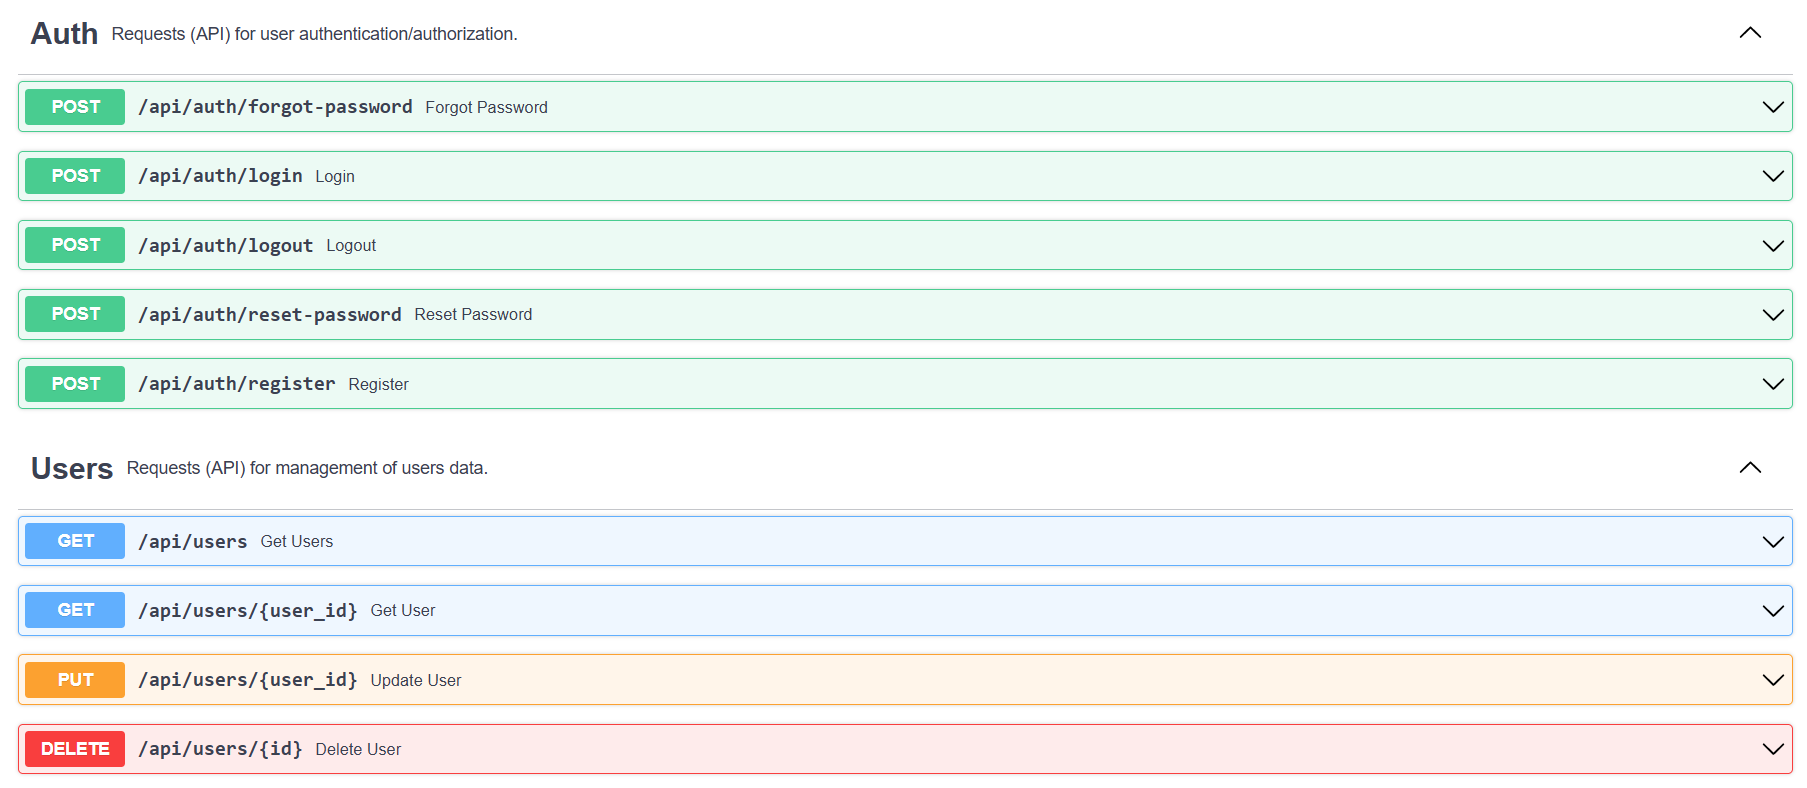 Auth Requests (API) for user authentication/authorization.
POST /api/auth/forgot-password Forgot Password
POST /api/auth/login Login
POST /api/auth/logout Logout
POST /api/auth/reset-password Reset Password
POST /api/auth/register Register
Users Requests (API) for management of users data.
GET /api/users Get Users
GET /api/users/{user_id} Get User
PUT /api/users/{user_id} Update User
DELETE /api/users/{id} Delete User